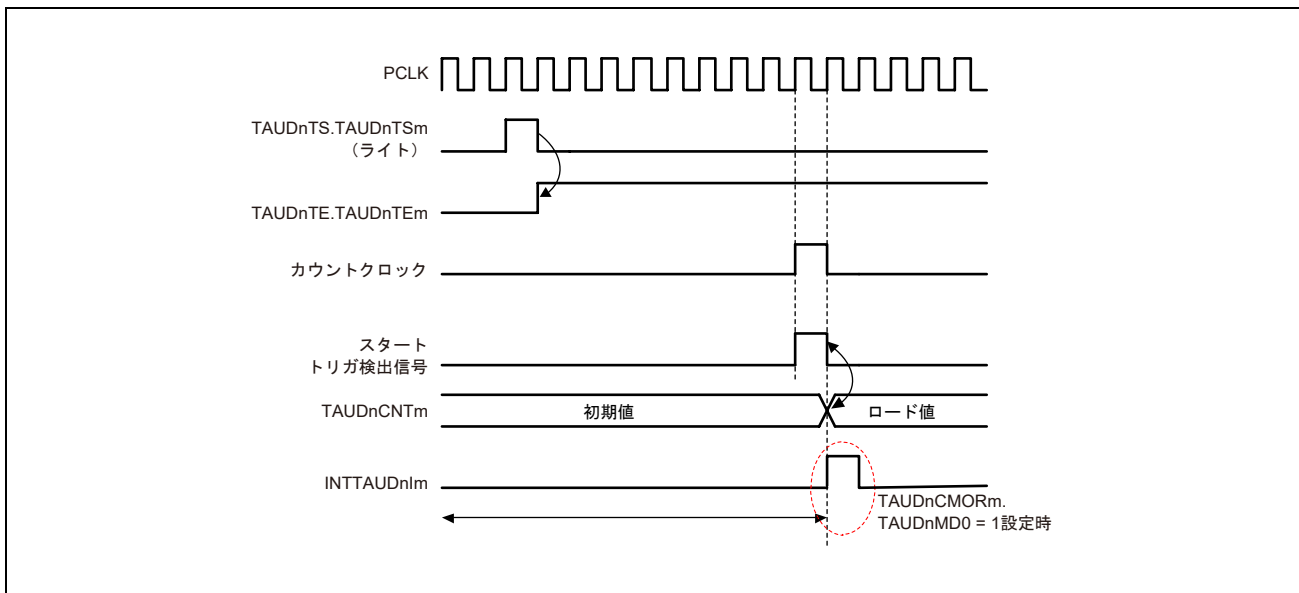 PCLK
TAUDnTS.TAUDnTSm
（ライト）
TAUDnTE.TAUDnTEm
カウントクロック
スタート
トリガ検出信号
TAUDnCNTm
初期値
ロード値
INTTAUDnIm
TAUDnCMORm.
TAUDnMD0 = 1設定時